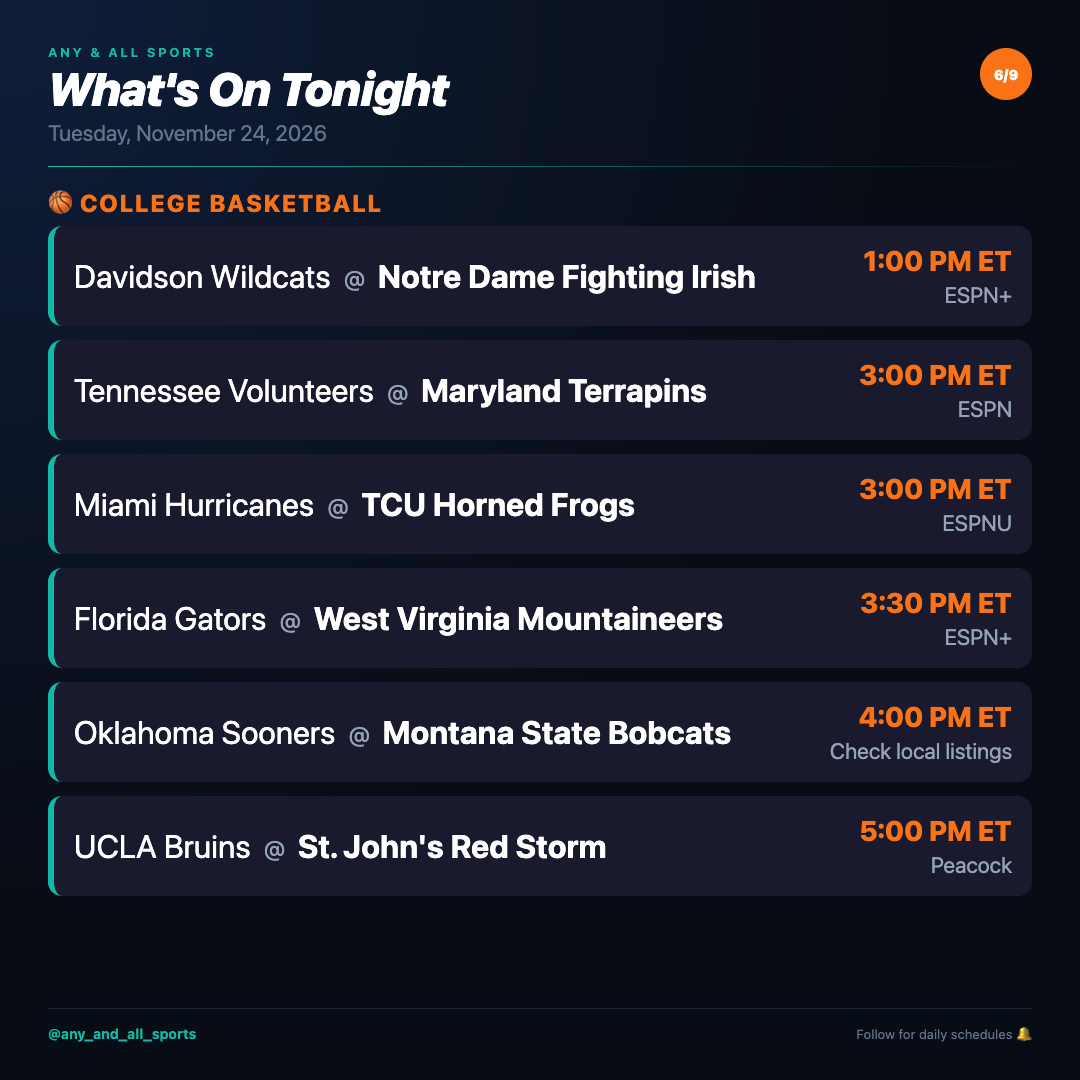 ANY & ALL SPORTS
What's On Tonight
6/9
Tuesday, November 24, 2026
🏀 COLLEGE BASKETBALL
Davidson Wildcats @ Notre Dame Fighting Irish 1:00 PM ET
ESPN+
Tennessee Volunteers @ Maryland Terrapins 3:00 PM ET
ESPN
Miami Hurricanes @ TCU Horned Frogs 3:00 PM ET
ESPNU
Florida Gators @ West Virginia Mountaineers 3:30 PM ET
ESPN+
Oklahoma Sooners @ Montana State Bobcats 4:00 PM ET
Check local listings
UCLA Bruins @ St. John's Red Storm 5:00 PM ET
Peacock
@any_and_all_sports
Follow for daily schedules 🔔